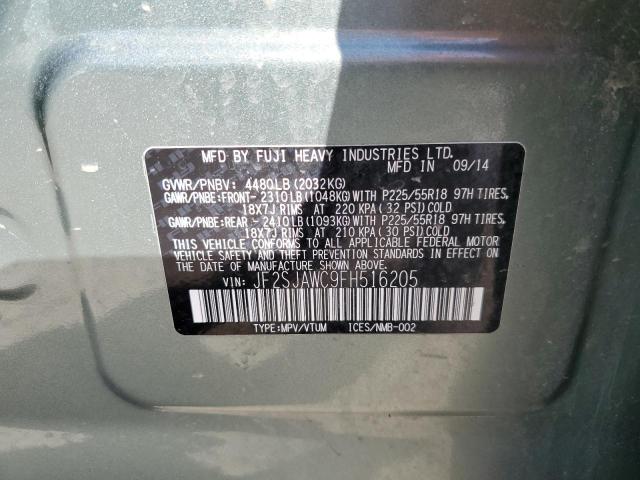 MFD BY FUJI HEAVY INDUSTRIES LTD.
MFD IN 09/14
GVWR/PNBV: 4480LB(2032KG)
GAWR/PNBE:FRONT- 2310LB(1048KG)WITH P225/55R18 97H TIRES,
18X7J RIMS AT 220 KPA(32 PSI)COLD
GAWR/PNBE:REAR - 2410LB(1093KG)WITH P225/55R18 97H TIRES,
18X7J RIMS AT 210 KPA(30 PSI)COLD
THIS VEHICLE CONFORMS TO ALL APPLICABLE FEDERAL MOTOR
VEHICLE SAFETY, BUMPER, AND THEFT PREVENTION STANDARDS IN EFFECT
ON THE DATE OF MANUFACTURE SHOWN ABOVE.
VIN: JF2SJAWC9FH516205
TYPE:MPV/VTUM ICES/NMB-002